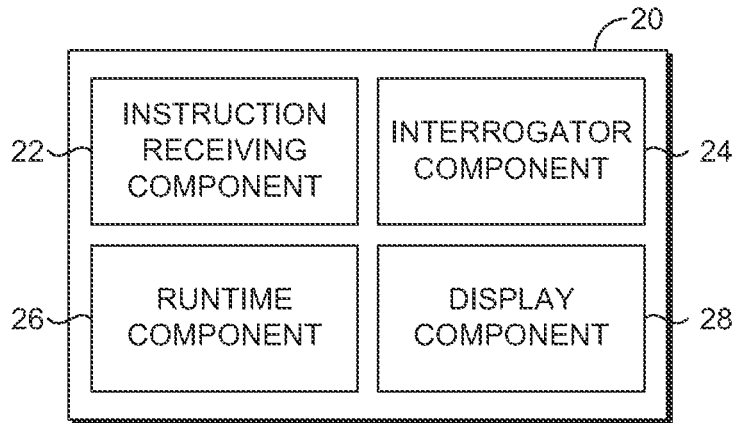 20
INSTRUCTION
RECEIVING
COMPONENT
22
INTERROGATOR
COMPONENT
24
RUNTIME
COMPONENT
26
DISPLAY
COMPONENT
28